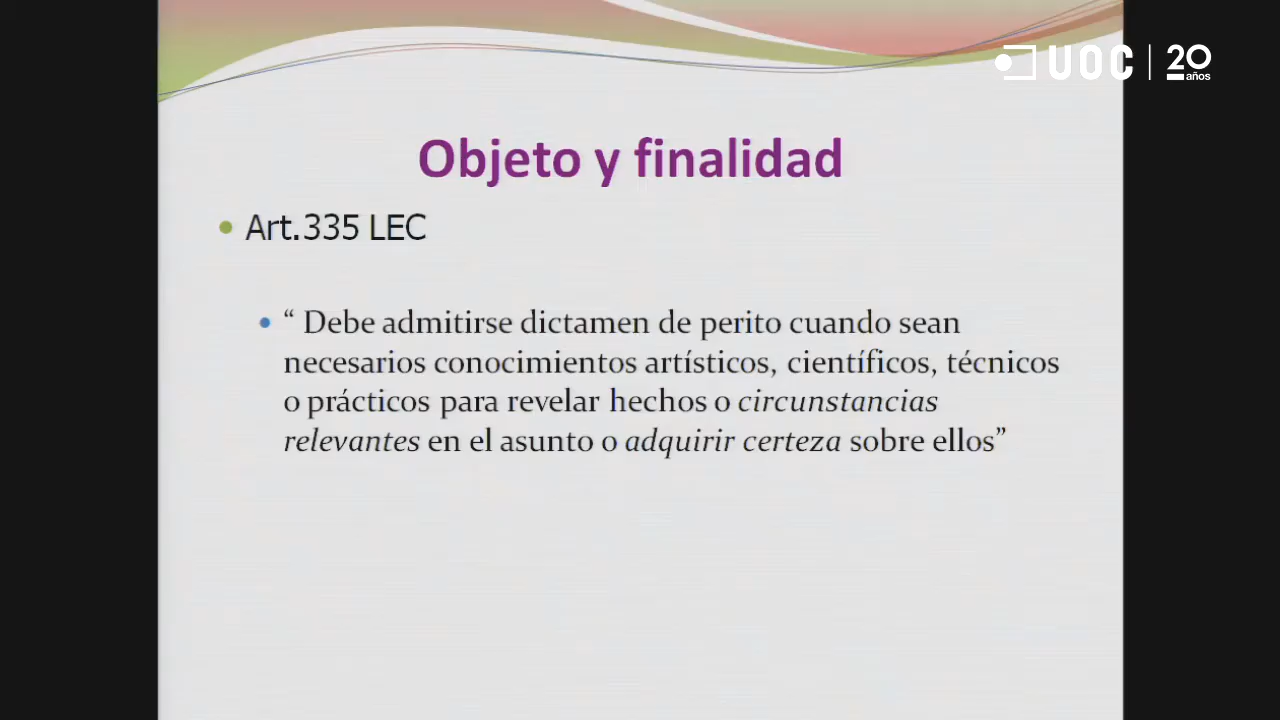 UOC 20
años
Objeto y finalidad
Art.335 LEC
“ Debe admitirse dictamen de perito cuando sean
necesarios conocimientos artísticos, científicos, técnicos
o prácticos para revelar hechos o circunstancias
relevantes en el asunto o adquirir certeza sobre ellos”